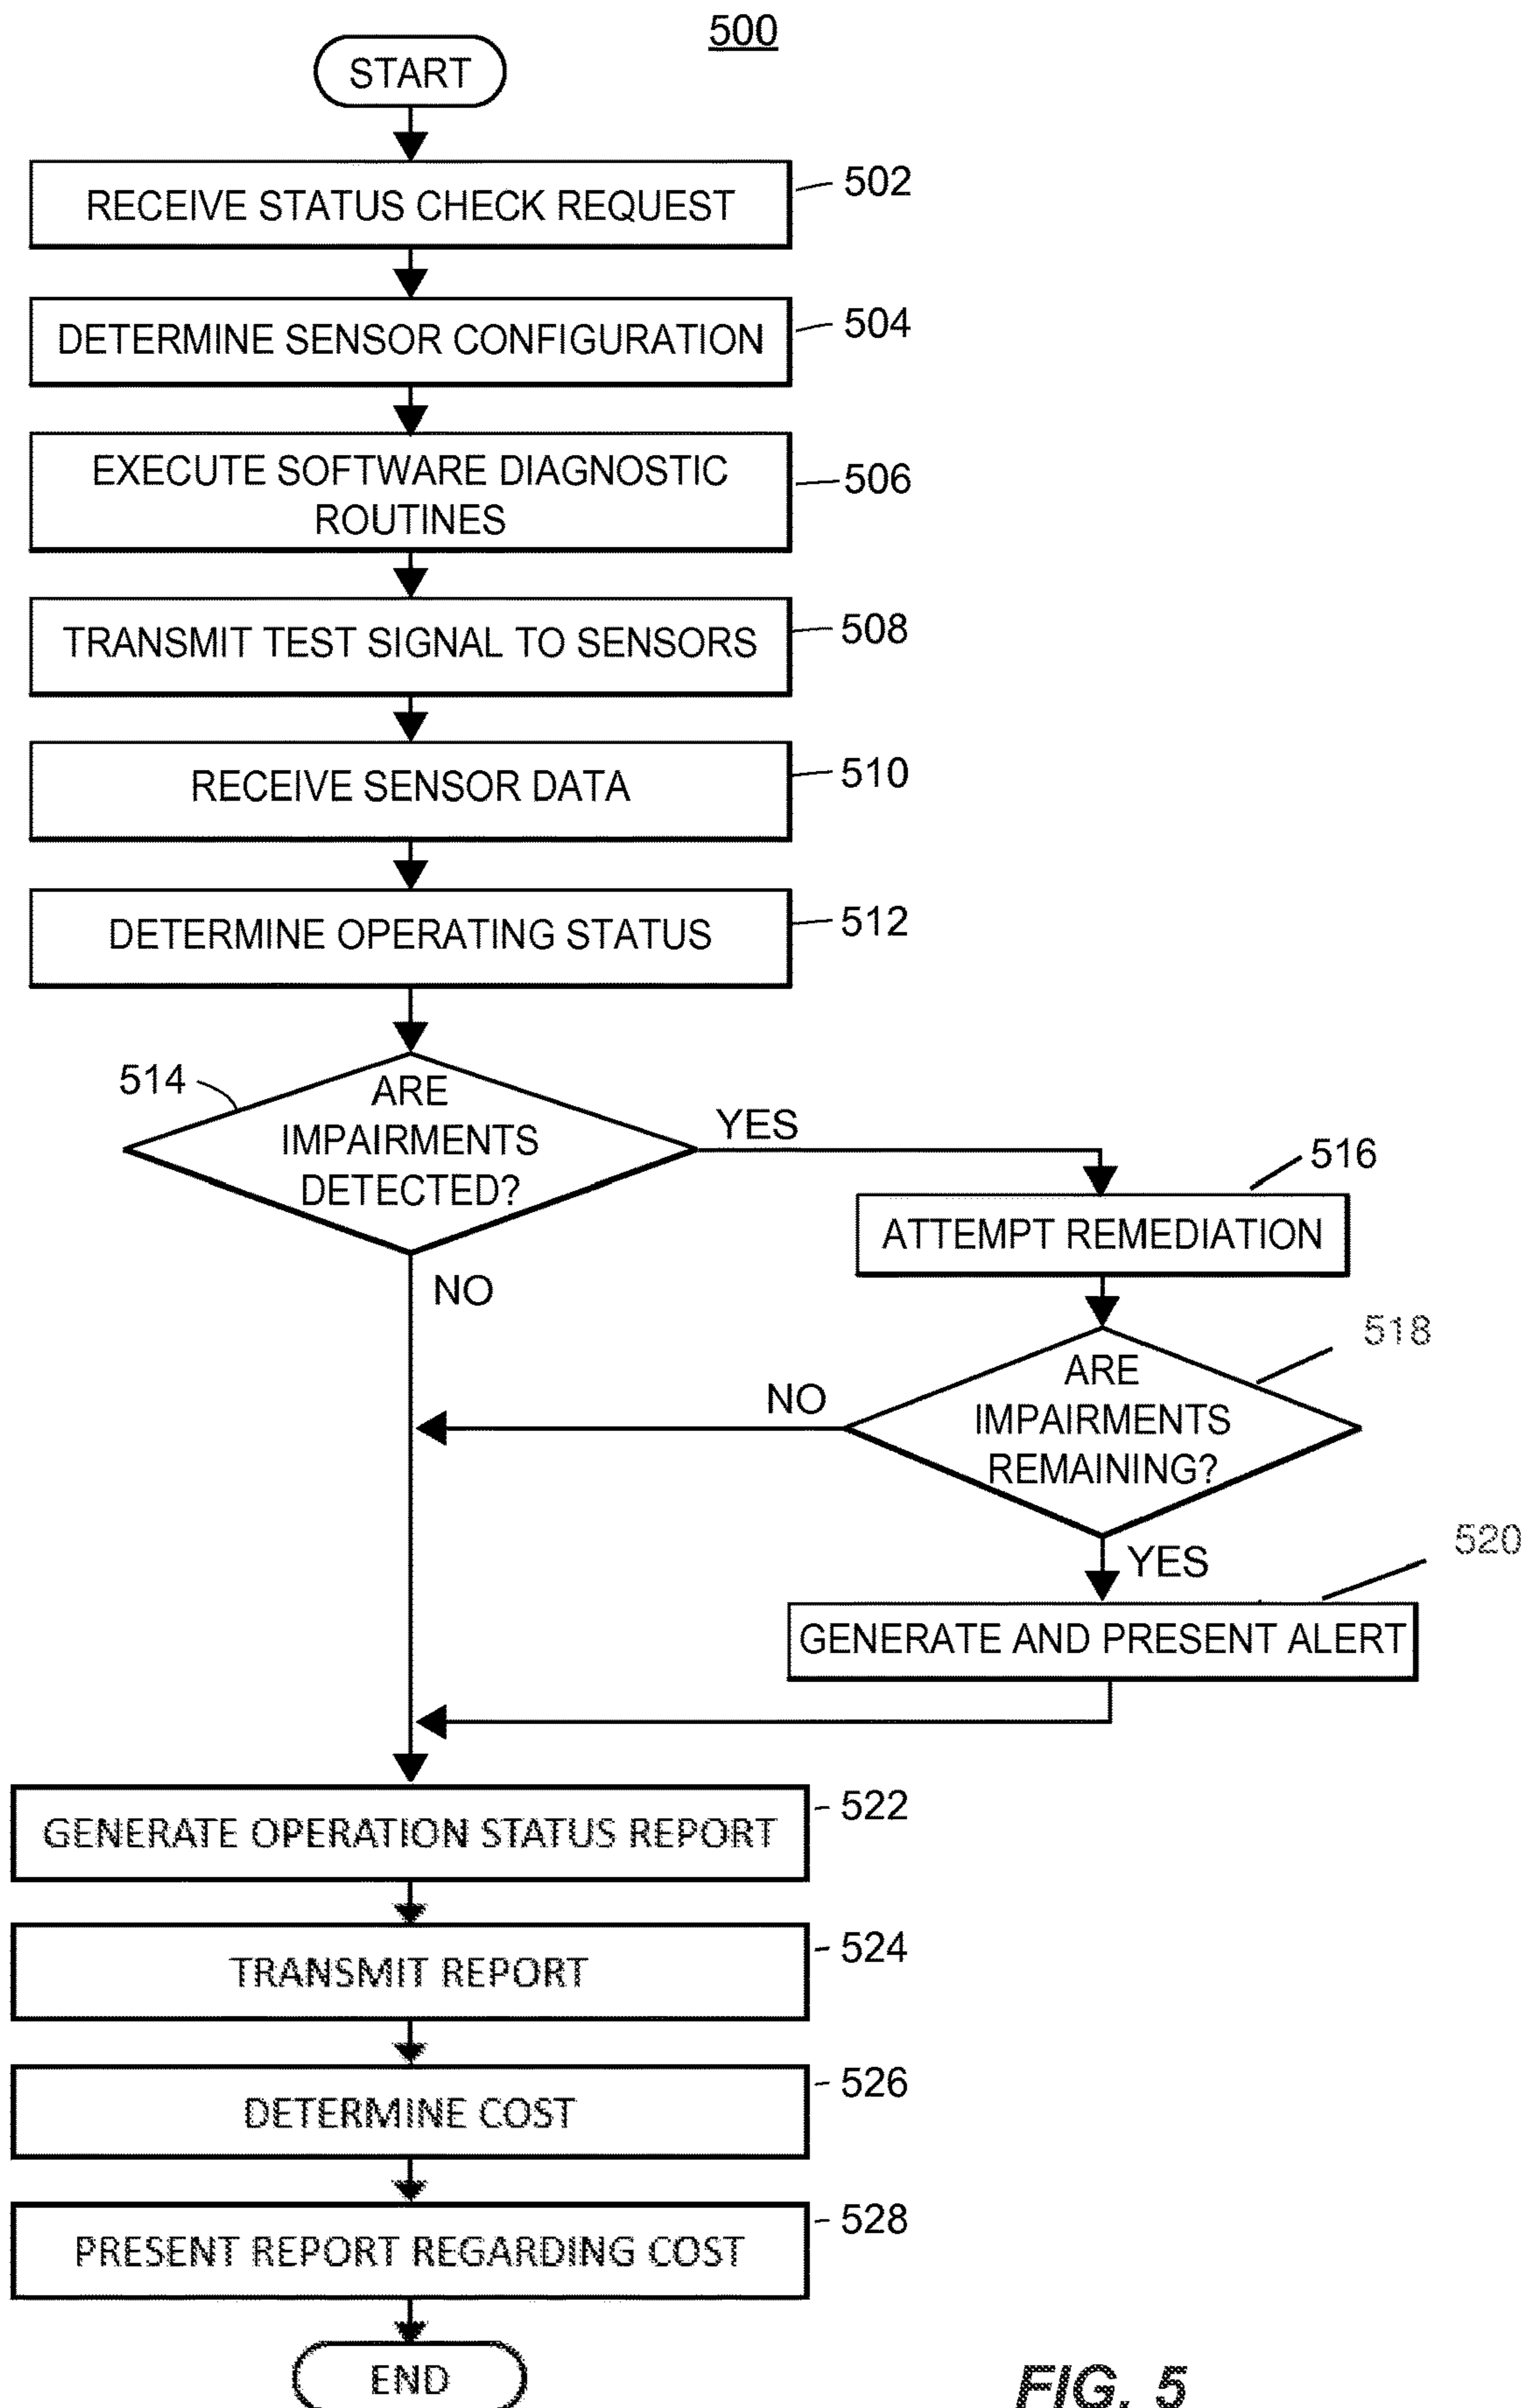 500
START
RECEIVE STATUS CHECK REQUEST
502
DETERMINE SENSOR CONFIGURATION
504
EXECUTE SOFTWARE DIAGNOSTIC
ROUTINES
506
TRANSMIT TEST SIGNAL TO SENSORS
508
RECEIVE SENSOR DATA
510
DETERMINE OPERATING STATUS
512
514
ARE
IMPAIRMENTS
DETECTED?
YES
NO
516
ATTEMPT REMEDIATION
518
ARE
IMPAIRMENTS
REMAINING?
NO
YES
520
GENERATE AND PRESENT ALERT
GENERATE OPERATION STATUS REPORT
522
TRANSMIT REPORT
524
DETERMINE COST
526
PRESENT REPORT REGARDING COST
528
END
FIG. 5